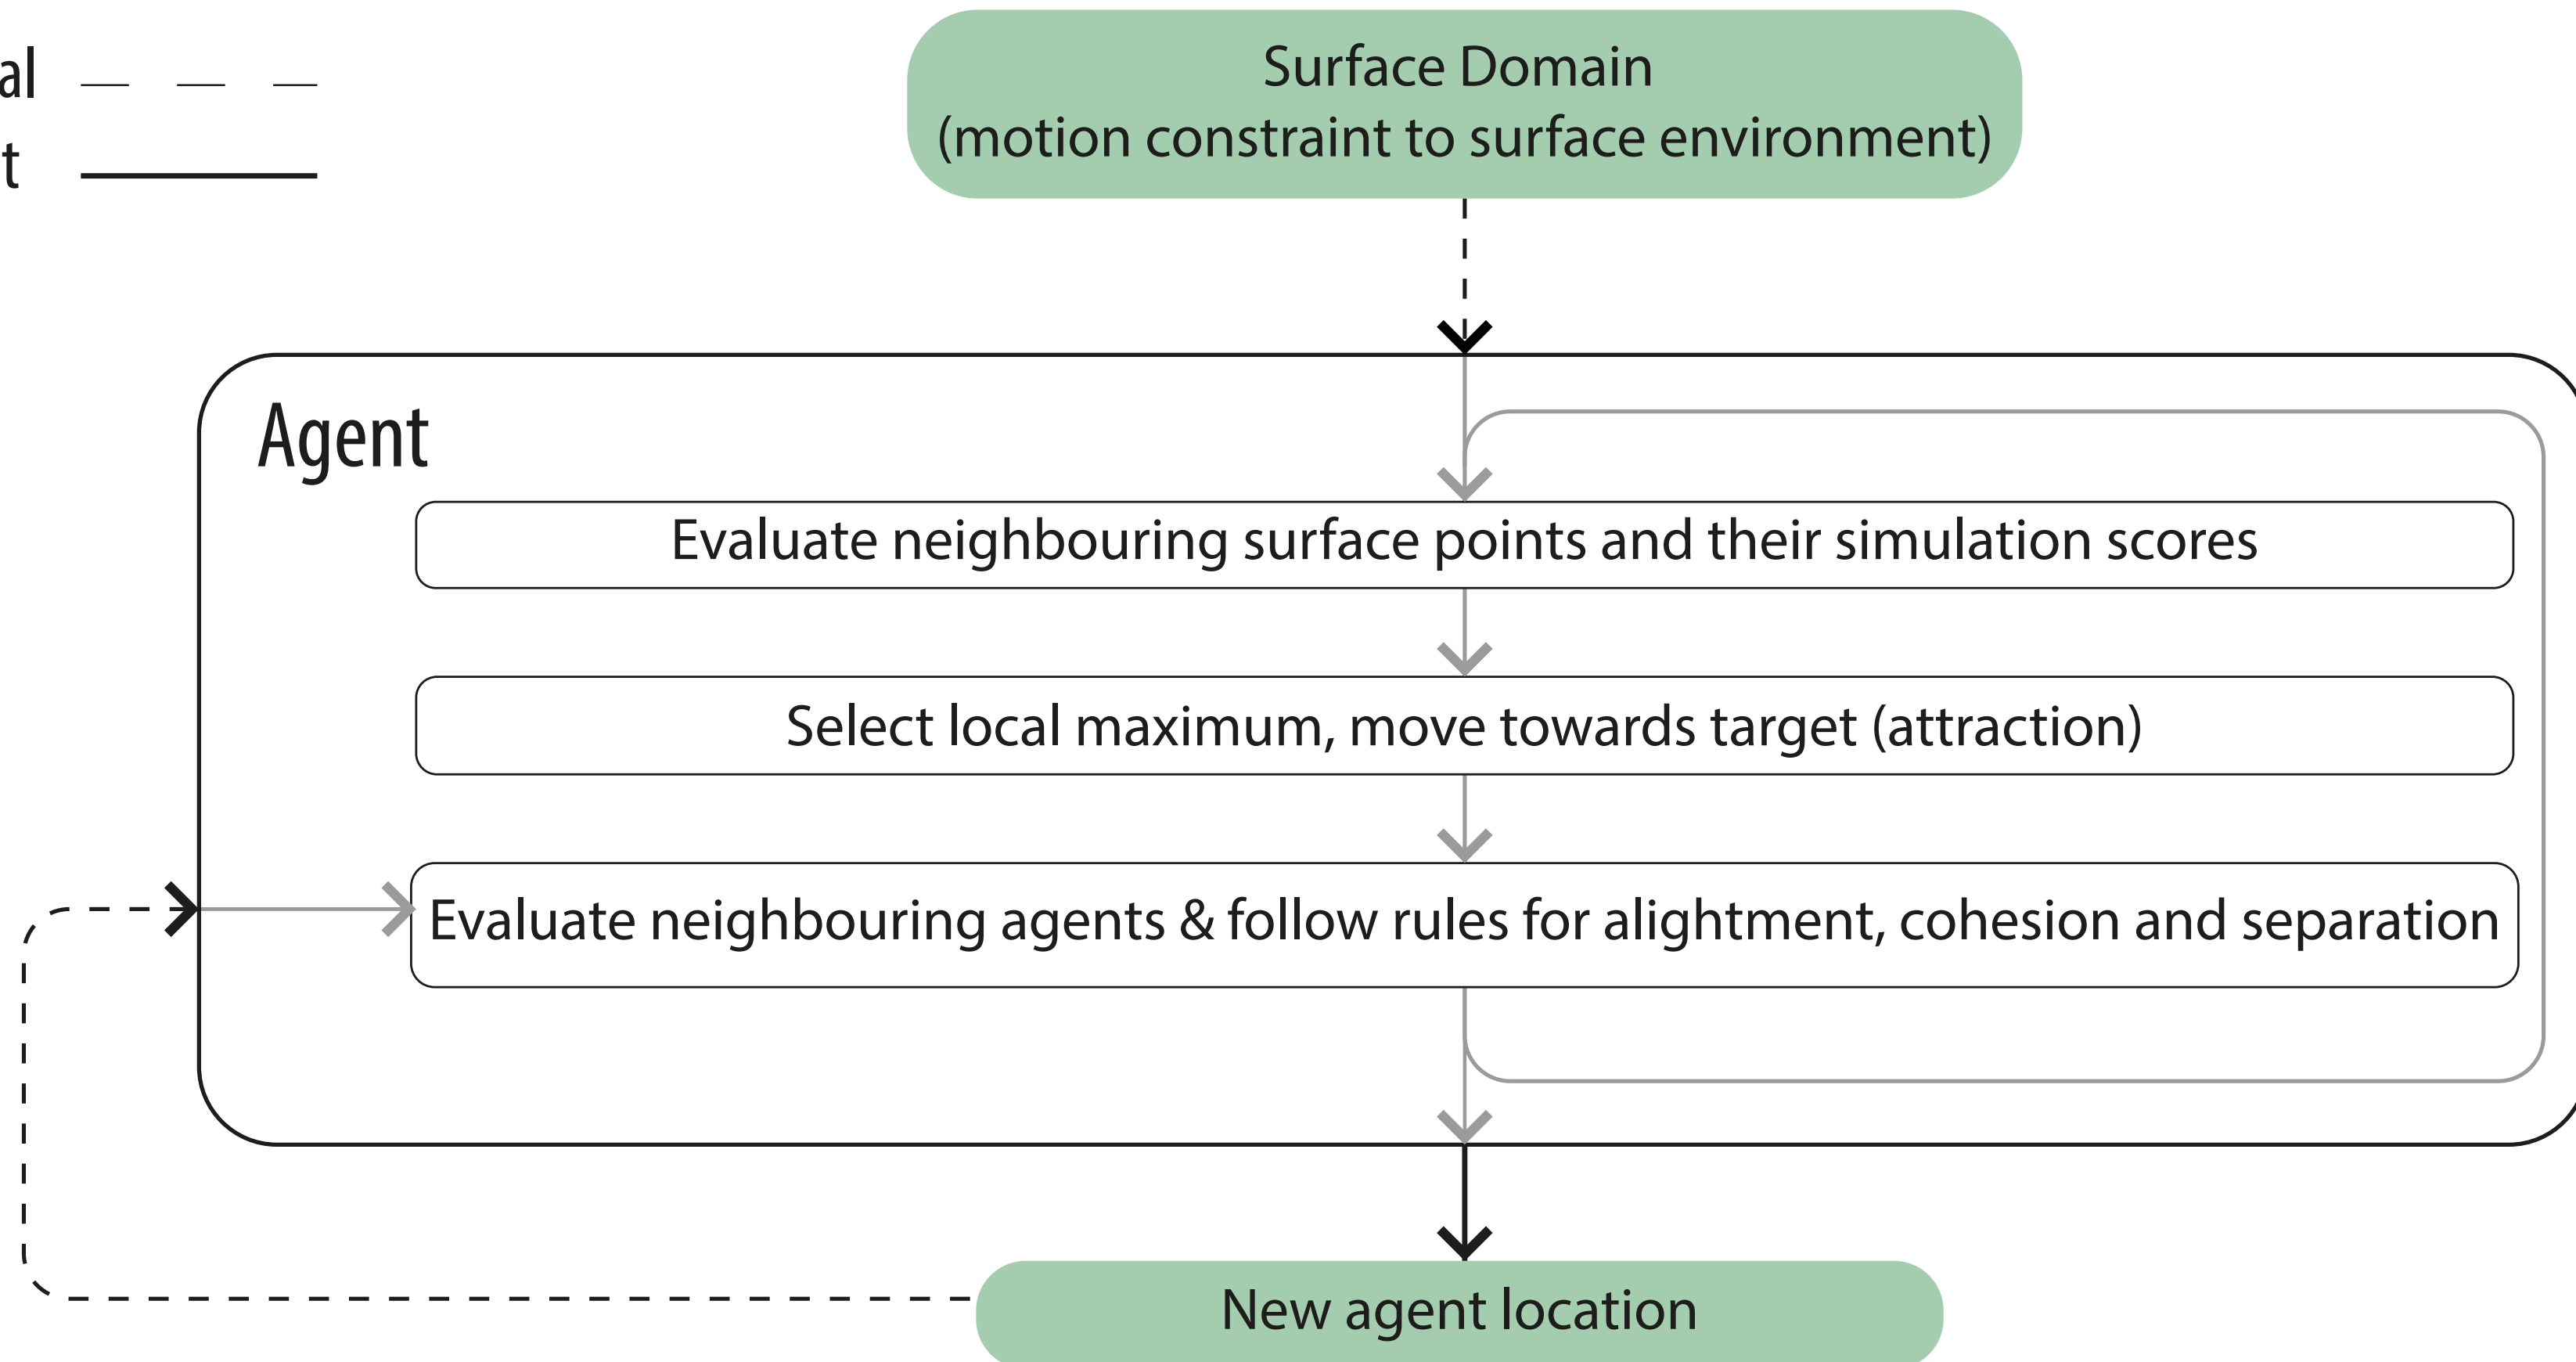 Surface Domain
(motion constraint to surface environment)
Agent
Evaluate neighbouring surface points and their simulation scores
Select local maximum, move towards target (attraction)
Evaluate neighbouring agents & follow rules for alightment, cohesion and separation
New agent location